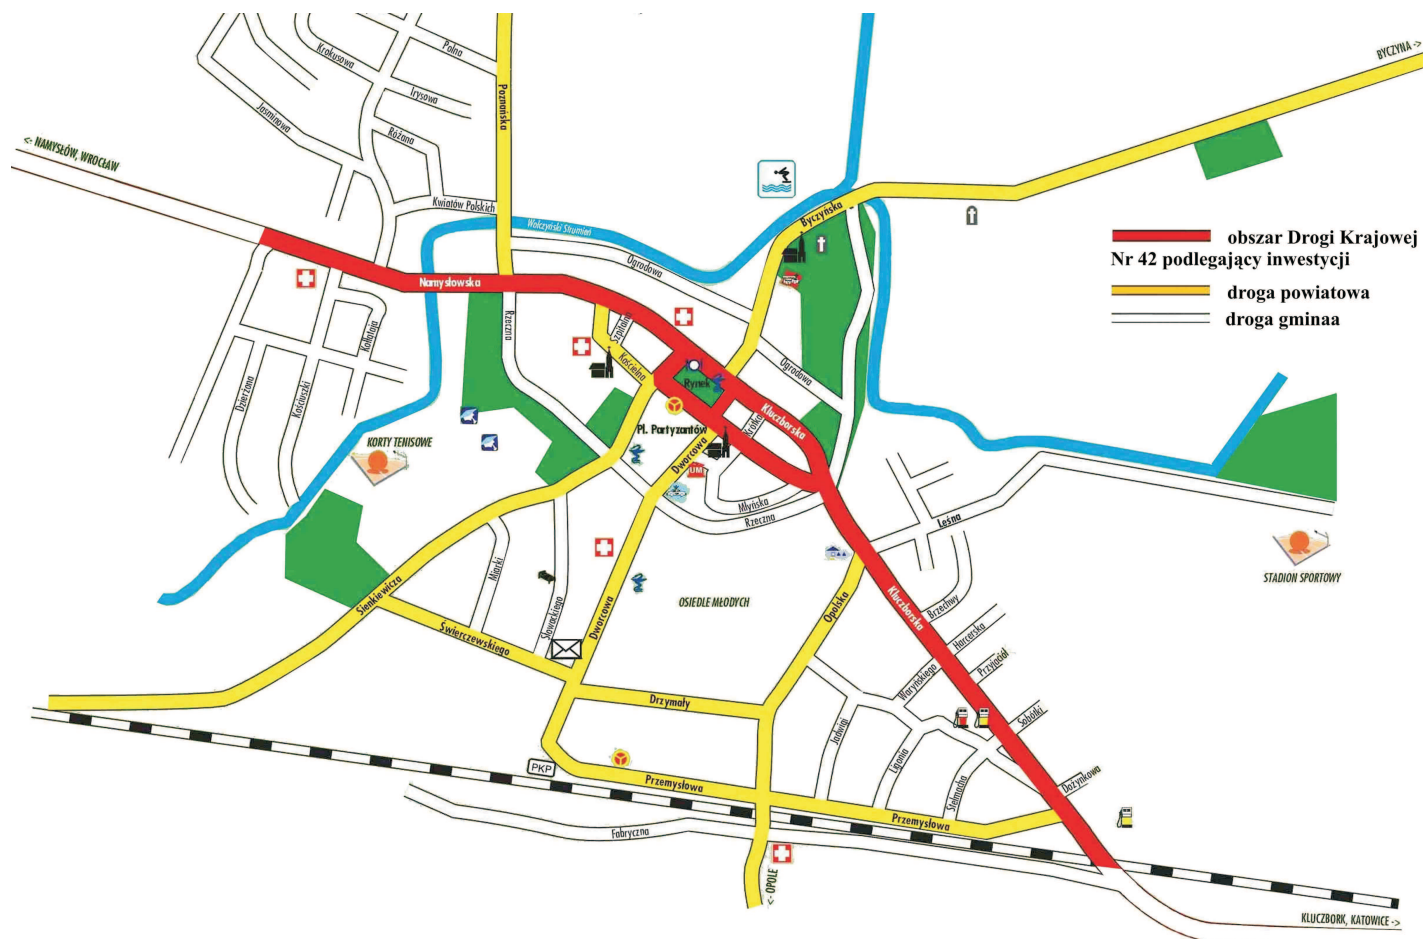 Polna
Krokusowa
Irysowa
Jaśminowa
Różana
Poznańska
BYCZYNA ->
<- NAMYSŁÓW, WROCŁAW
Kwiatów Polskich
Wołczyński Strumień
Byczyńska
Ogrodowa
Namysłowska
obszar Drogi Krajowej
Nr 42 podlegający inwestycji
droga powiatowa
droga gminaa
Rzeczna
Szpitalna
Kościelna
Kołłątaja
Dzierżona
Kościuszki
Rynek
Ogrodowa
Kluczborska
Krótka
Pl. Partyzantów
Dworcowa
UM
KORTY TENISOWE
Młyńska
Rzeczna
Leśna
STADION SPORTOWY
Sienkiewicza
Miarki
Słowackiego
Świerczewskiego
Dworcowa
OSIEDLE MŁODYCH
Opolska
Kluczborska
Brzechwy
Harcerska
Przyjaciół
Waryńskiego
Sobótki
Drzymały
Jadwigi
Ligonia
Stelmacha
Dożynkowa
PKP
Przemysłowa
Przemysłowa
Fabryczna
<- OPOLE
KLUCZBORK, KATOWICE ->